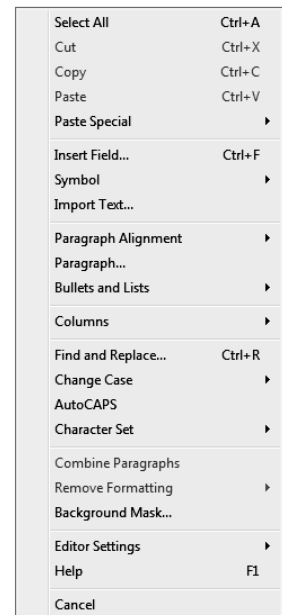 Select All Ctrl+A
Cut Ctrl+X
Copy Ctrl+C
Paste Ctrl+V
Paste Special
Insert Field... Ctrl+F
Symbol
Import Text...
Paragraph Alignment
Paragraph...
Bullets and Lists
Columns
Find and Replace... Ctrl+R
Change Case
AutoCAPS
Character Set
Combine Paragraphs
Remove Formatting
Background Mask...
Editor Settings
Help F1
Cancel